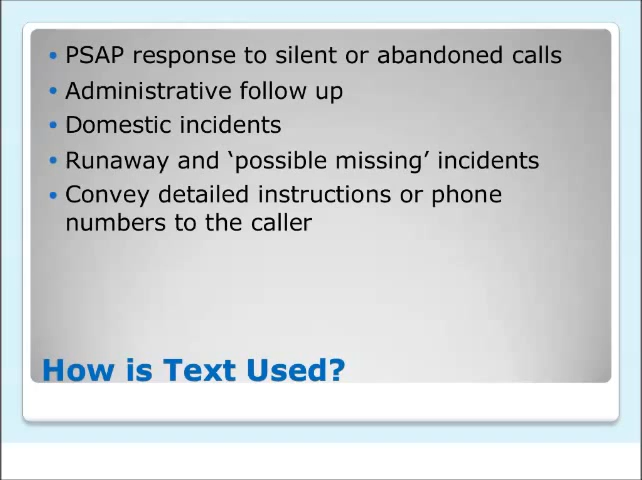 • PSAP response to silent or abandoned calls
• Administrative follow up
• Domestic incidents
• Runaway and ‘possible missing’ incidents
• Convey detailed instructions or phone
numbers to the caller
How is Text Used?